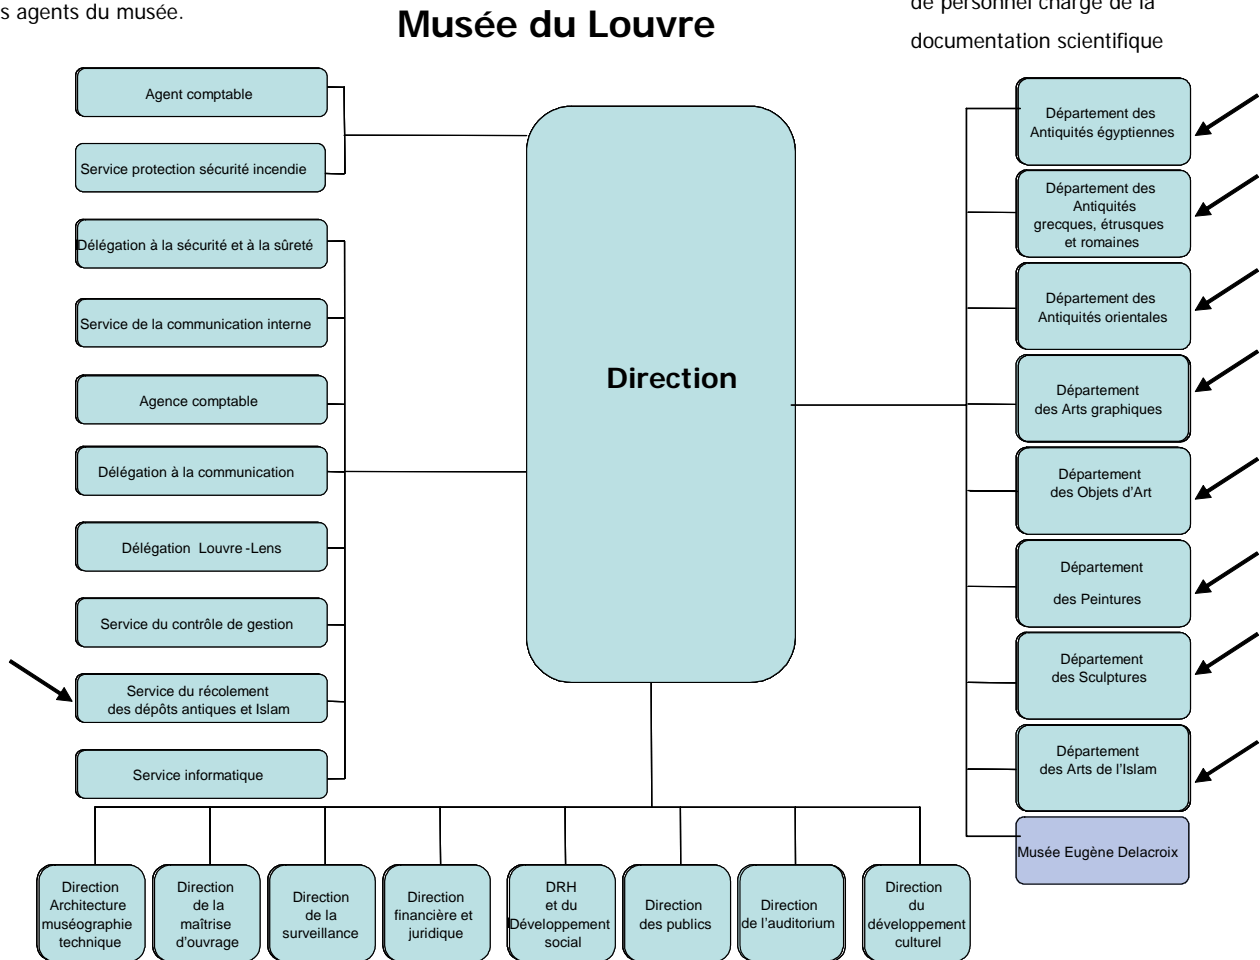 s agents du musée.
Musée du Louvre
de personnel chargé de la
documentation scientifique
Agent comptable
Service protection sécurité incendie
Délégation à la sécurité et à la sûreté
Service de la communication interne
Agence comptable
Délégation à la communication
Délégation Louvre-Lens
Service du contrôle de gestion
Service du récolement
des dépôts antiques et Islam
Service informatique
Direction
Département des
Antiquités égyptiennes
Département des
Antiquités
grecques, étrusques
et romaines
Département des
Antiquités orientales
Département
des Arts graphiques
Département
des Objets d'Art
Département
des Peintures
Département
des Sculptures
Département
des Arts de l'Islam
Musée Eugène Delacroix
Direction
Architecture
muséographie
technique
Direction
de la
maîtrise
d'ouvrage
Direction
de la
surveillance
Direction
financière et
juridique
DRH
et du
Développement
social
Direction
des publics
Direction
de l'auditorium
Direction
du
développement
culturel